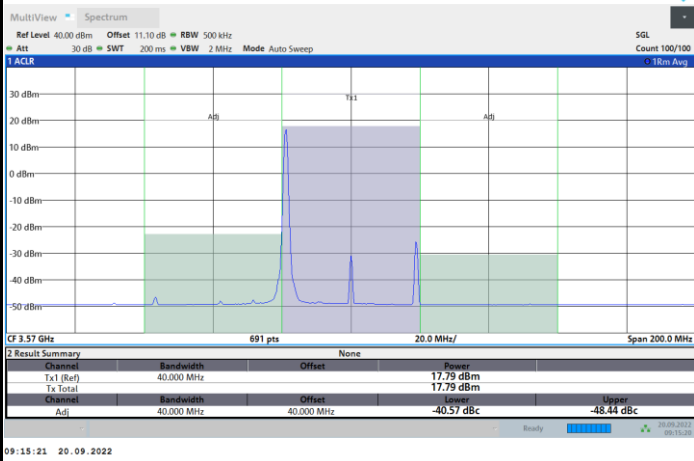 MultiView Spectrum
Ref Level 40.00 dBm Offset 11.10 dB RBW 500 kHz SGL
Att 30 dB SWT 200 ms VBW 2 MHz Mode Auto Sweep Count 100/100
1 ACLR 1Rm Avg
30 dBm
Tx1
20 dBm
Adj Adj
10 dBm
0 dBm
-10 dBm
-20 dBm
-30 dBm
-40 dBm
-50 dBm
CF 3.57 GHz 691 pts 20.0 MHz/ Span 200.0 MHz
2 Result Summary None
Channel Bandwidth Offset Power
Tx1 (Ref) 40.000 MHz 17.79 dBm
Tx Total 17.79 dBm
Channel Bandwidth Offset Lower Upper
Adj 40.000 MHz 40.000 MHz -40.57 dBc -48.44 dBc
Ready 20.09.2022
09:15:20
09:15:21 20.09.2022